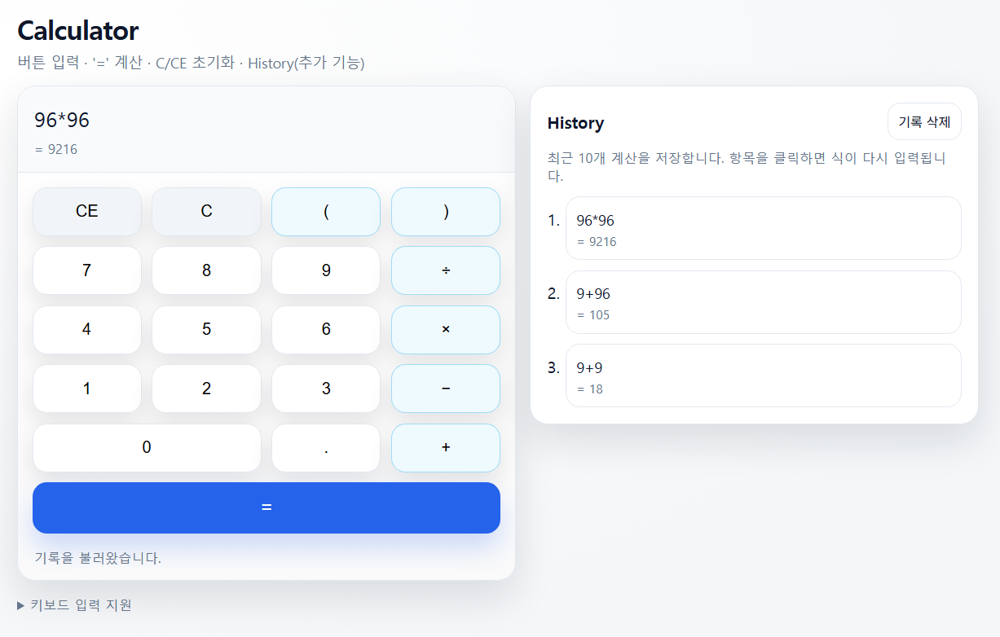 Calculator
버튼 입력 · '=' 계산 · C/CE 초기화 · History(추가 기능)
96*96
= 9216
CE C ( )
7 8 9 ÷
4 5 6 ×
1 2 3 −
0 . +
=
기록을 불러왔습니다.
▶ 키보드 입력 지원
History
기록 삭제
최근 10개 계산을 저장합니다. 항목을 클릭하면 식이 다시 입력됩니
다.
1. 96*96
= 9216
2. 9+96
= 105
3. 9+9
= 18